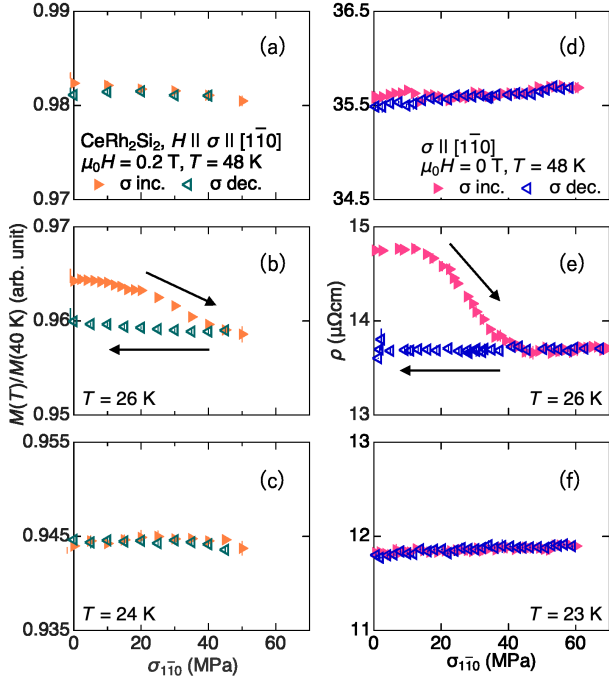 0.99
(a)
0.98
CeRh₂Si₂, H || σ || [11̅0]
μ₀H = 0.2 T, T = 48 K
σ inc. σ dec.
0.97
36.5
(d)
35.5
σ || [11̅0]
μ₀H = 0 T, T = 48 K
σ inc. σ dec.
34.5
M(T)/M(40 K) (arb. unit)
0.97
(b)
0.96
T = 26 K
0.95
ρ (μΩcm)
15
(e)
14
T = 26 K
13
0.955
(c)
0.945
T = 24 K
0.935
0 20 40 60
σ₁₁̅₀ (MPa)
13
(f)
12
T = 23 K
11
0 20 40 60
σ₁₁̅₀ (MPa)